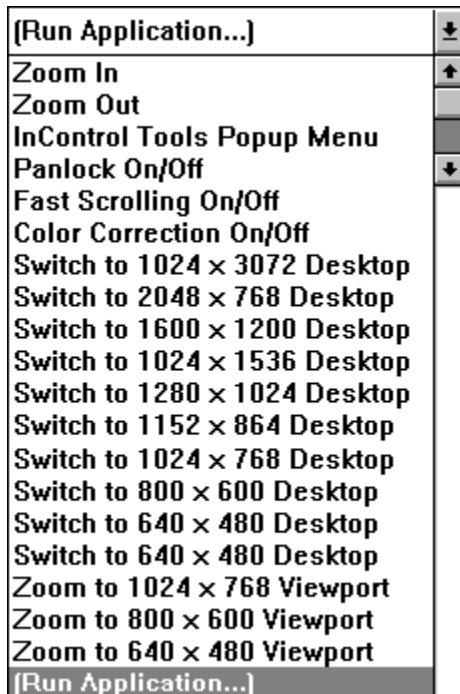 (Run Application...)
Zoom In
Zoom Out
InControl Tools Popup Menu
Panlock On/Off
Fast Scrolling On/Off
Color Correction On/Off
Switch to 1024 x 3072 Desktop
Switch to 2048 x 768 Desktop
Switch to 1600 x 1200 Desktop
Switch to 1024 x 1536 Desktop
Switch to 1280 x 1024 Desktop
Switch to 1152 x 864 Desktop
Switch to 1024 x 768 Desktop
Switch to 800 x 600 Desktop
Switch to 640 x 480 Desktop
Switch to 640 x 480 Desktop
Zoom to 1024 x 768 Viewport
Zoom to 800 x 600 Viewport
Zoom to 640 x 480 Viewport
(Run Application...)